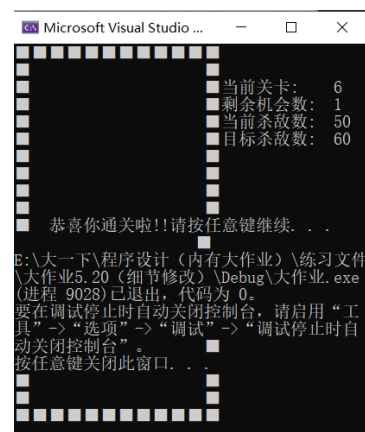 Microsoft Visual Studio ...
当前关卡: 6
剩余机会数: 1
当前杀敌数: 50
目标杀敌数: 60
恭喜你通关啦!!请按任意键继续. . .
E:\大一下\程序设计（内有大作业）\练习文件
\大作业5.20（细节修改）\Debug\大作业.exe
(进程 9028)已退出，代码为 0。
要在调试停止时自动关闭控制台，请启用“工
具”->“选项”->“调试”->“调试停止时自
动关闭控制台”。
按任意键关闭此窗口. . .